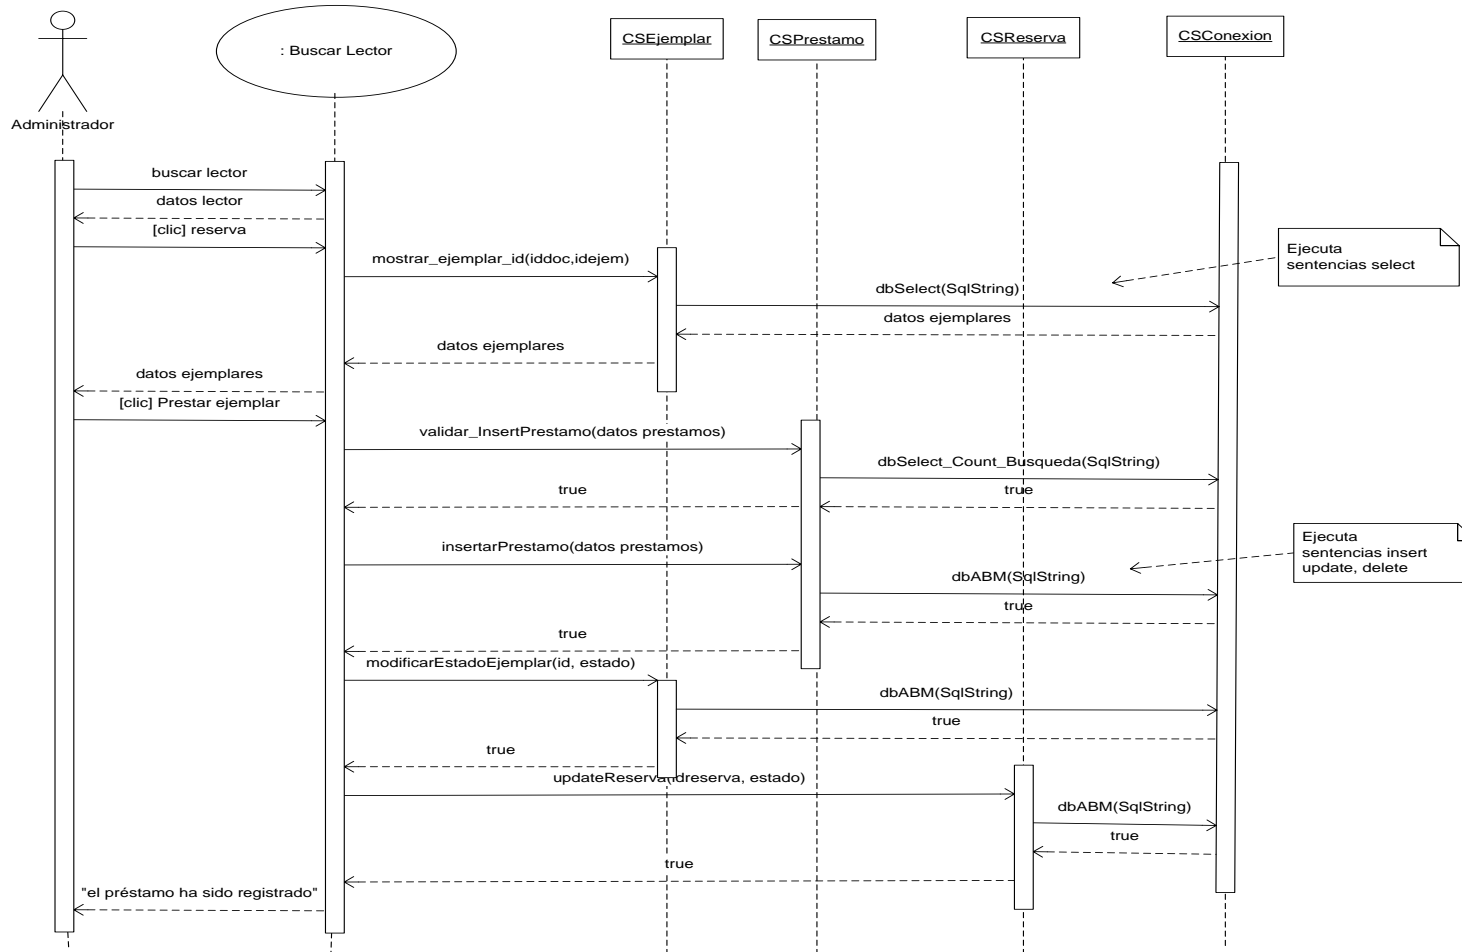 Administrador
: Buscar Lector
CSEjemplar
CSPrestamo
CSReserva
CSConexion
buscar lector
datos lector
[clic] reserva
mostrar_ejemplar_id(iddoc,idejem)
Ejecuta
sentencias select
dbSelect(SqlString)
datos ejemplares
datos ejemplares
datos ejemplares
[clic] Prestar ejemplar
validar_InsertPrestamo(datos prestamos)
dbSelect_Count_Busqueda(SqlString)
true
true
Ejecuta
sentencias insert
update, delete
insertarPrestamo(datos prestamos)
dbABM(SqlString)
true
true
modificarEstadoEjemplar(id, estado)
dbABM(SqlString)
true
true
updateReserva(idreserva, estado)
dbABM(SqlString)
true
true
"el préstamo ha sido registrado"